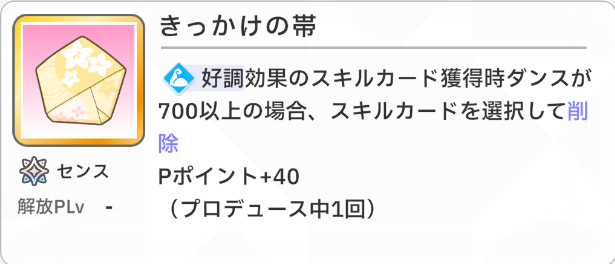 きっかけの帯
好調効果のスキルカード獲得時ダンスが
700以上の場合、スキルカードを選択して削
除
Pポイント+40
（プロデュース中1回）
センス
解放PLv -